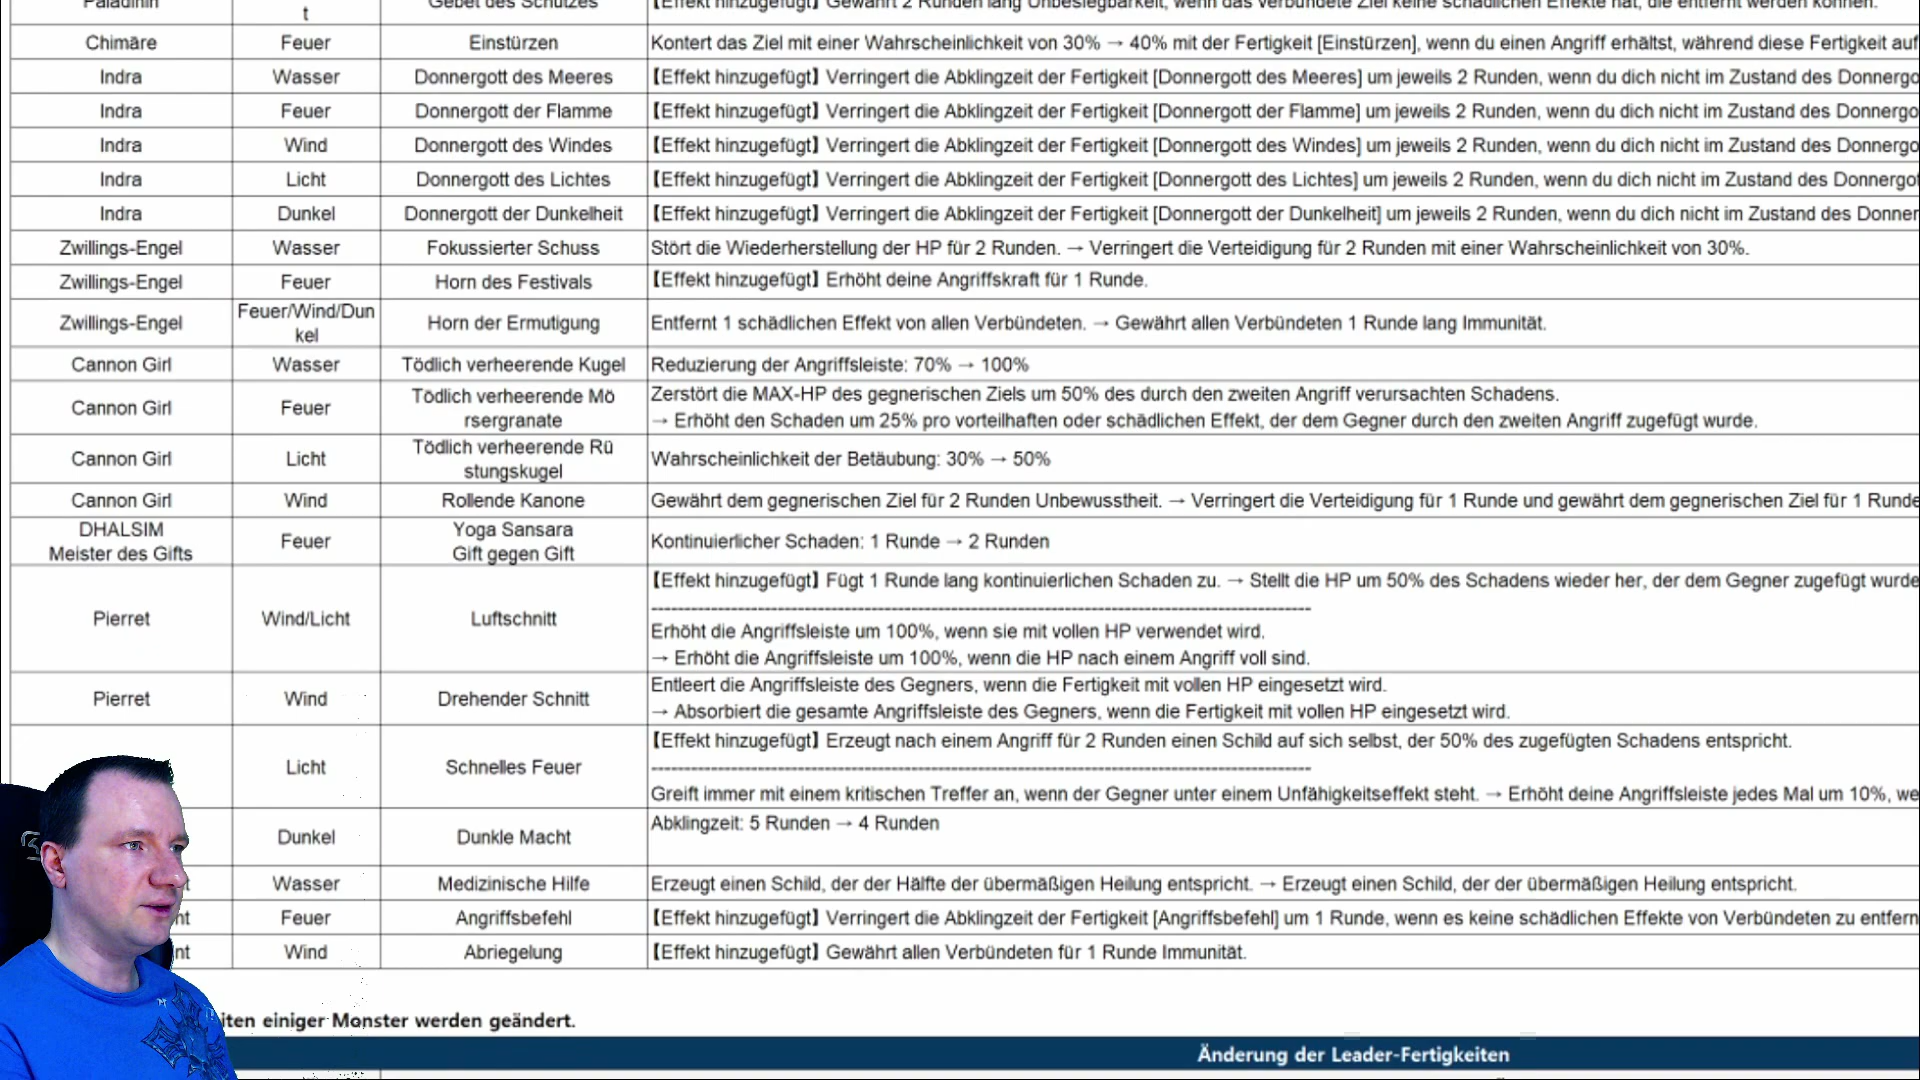 Paladinin
t
Gebet des Schutzes
【Effekt hinzugefügt】 Gewährt 2 Runden lang Unbesiegbarkeit, wenn das verbündete Ziel keine schädlichen Effekte hat, die entfernt werden können.
Chimäre Feuer Einstürzen Kontert das Ziel mit einer Wahrscheinlichkeit von 30% → 40% mit der Fertigkeit [Einstürzen], wenn du einen Angriff erhältst, während diese Fertigkeit auf
Indra Wasser Donnergott des Meeres 【Effekt hinzugefügt】 Verringert die Abklingzeit der Fertigkeit [Donnergott des Meeres] um jeweils 2 Runden, wenn du dich nicht im Zustand des Donnergo
Indra Feuer Donnergott der Flamme 【Effekt hinzugefügt】 Verringert die Abklingzeit der Fertigkeit [Donnergott der Flamme] um jeweils 2 Runden, wenn du dich nicht im Zustand des Donnergo
Indra Wind Donnergott des Windes 【Effekt hinzugefügt】 Verringert die Abklingzeit der Fertigkeit [Donnergott des Windes] um jeweils 2 Runden, wenn du dich nicht im Zustand des Donnergo
Indra Licht Donnergott des Lichtes 【Effekt hinzugefügt】 Verringert die Abklingzeit der Fertigkeit [Donnergott des Lichtes] um jeweils 2 Runden, wenn du dich nicht im Zustand des Donnergot
Indra Dunkel Donnergott der Dunkelheit 【Effekt hinzugefügt】 Verringert die Abklingzeit der Fertigkeit [Donnergott der Dunkelheit] um jeweils 2 Runden, wenn du dich nicht im Zustand des Donner
Zwillings-Engel Wasser Fokussierter Schuss Stört die Wiederherstellung der HP für 2 Runden. → Verringert die Verteidigung für 2 Runden mit einer Wahrscheinlichkeit von 30%.
Zwillings-Engel Feuer Horn des Festivals 【Effekt hinzugefügt】 Erhöht deine Angriffskraft für 1 Runde.
Zwillings-Engel
Feuer/Wind/Dun
kel
Horn der Ermutigung
Entfernt 1 schädlichen Effekt von allen Verbündeten. → Gewährt allen Verbündeten 1 Runde lang Immunität.
Cannon Girl Wasser Tödlich verheerende Kugel Reduzierung der Angriffsleiste: 70% → 100%
Cannon Girl Feuer
Tödlich verheerende Mö
rsergranate
Zerstört die MAX-HP des gegnerischen Ziels um 50% des durch den zweiten Angriff verursachten Schadens.
→ Erhöht den Schaden um 25% pro vorteilhaften oder schädlichen Effekt, der dem Gegner durch den zweiten Angriff zugefügt wurde.
Cannon Girl Licht
Tödlich verheerende Rü
stungskugel
Wahrscheinlichkeit der Betäubung: 30% → 50%
Cannon Girl Wind Rollende Kanone Gewährt dem gegnerischen Ziel für 2 Runden Unbewusstheit. → Verringert die Verteidigung für 1 Runde und gewährt dem gegnerischen Ziel für 1 Runde
DHALSIM
Meister des Gifts
Feuer
Yoga Sansara
Gift gegen Gift
Kontinuierlicher Schaden: 1 Runde → 2 Runden
Pierret Wind/Licht Luftschnitt
【Effekt hinzugefügt】 Fügt 1 Runde lang kontinuierlichen Schaden zu. → Stellt die HP um 50% des Schadens wieder her, der dem Gegner zugefügt wurde
Erhöht die Angriffsleiste um 100%, wenn sie mit vollen HP verwendet wird.
→ Erhöht die Angriffsleiste um 100%, wenn die HP nach einem Angriff voll sind.
Pierret Wind Drehender Schnitt
Entleert die Angriffsleiste des Gegners, wenn die Fertigkeit mit vollen HP eingesetzt wird.
→ Absorbiert die gesamte Angriffsleiste des Gegners, wenn die Fertigkeit mit vollen HP eingesetzt wird.
Licht Schnelles Feuer
【Effekt hinzugefügt】 Erzeugt nach einem Angriff für 2 Runden einen Schild auf sich selbst, der 50% des zugefügten Schadens entspricht.
Greift immer mit einem kritischen Treffer an, wenn der Gegner unter einem Unfähigkeitseffekt steht. → Erhöht deine Angriffsleiste jedes Mal um 10%, we
Dunkel Dunkle Macht Abklingzeit: 5 Runden → 4 Runden
t Wasser Medizinische Hilfe Erzeugt einen Schild, der der Hälfte der übermäßigen Heilung entspricht. → Erzeugt einen Schild, der der übermäßigen Heilung entspricht.
nt Feuer Angriffsbefehl 【Effekt hinzugefügt】 Verringert die Abklingzeit der Fertigkeit [Angriffsbefehl] um 1 Runde, wenn es keine schädlichen Effekte von Verbündeten zu entfern
nt Wind Abriegelung 【Effekt hinzugefügt】 Gewährt allen Verbündeten für 1 Runde Immunität.
iten einiger Monster werden geändert.
Änderung der Leader-Fertigkeiten